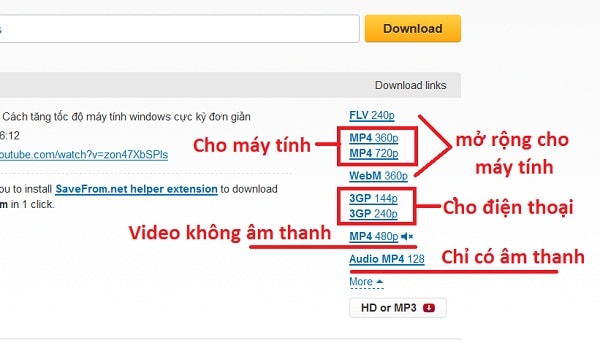 s
Download
Download links
Cách tăng tốc độ máy tính windows cực kỳ đơn giản
6:12
outube.com/watch?v=zon47XbSPls
ou to install SaveFrom.net helper extension to download
m in 1 click.
FLV 240p
MP4 360p
MP4 720p
WebM 360p
3GP 144p
3GP 240p
MP4 480p
Audio MP4 128
More
HD or MP3
Cho máy tính
mở rộng cho
máy tính
Cho điện thoại
Video không âm thanh
Chỉ có âm thanh